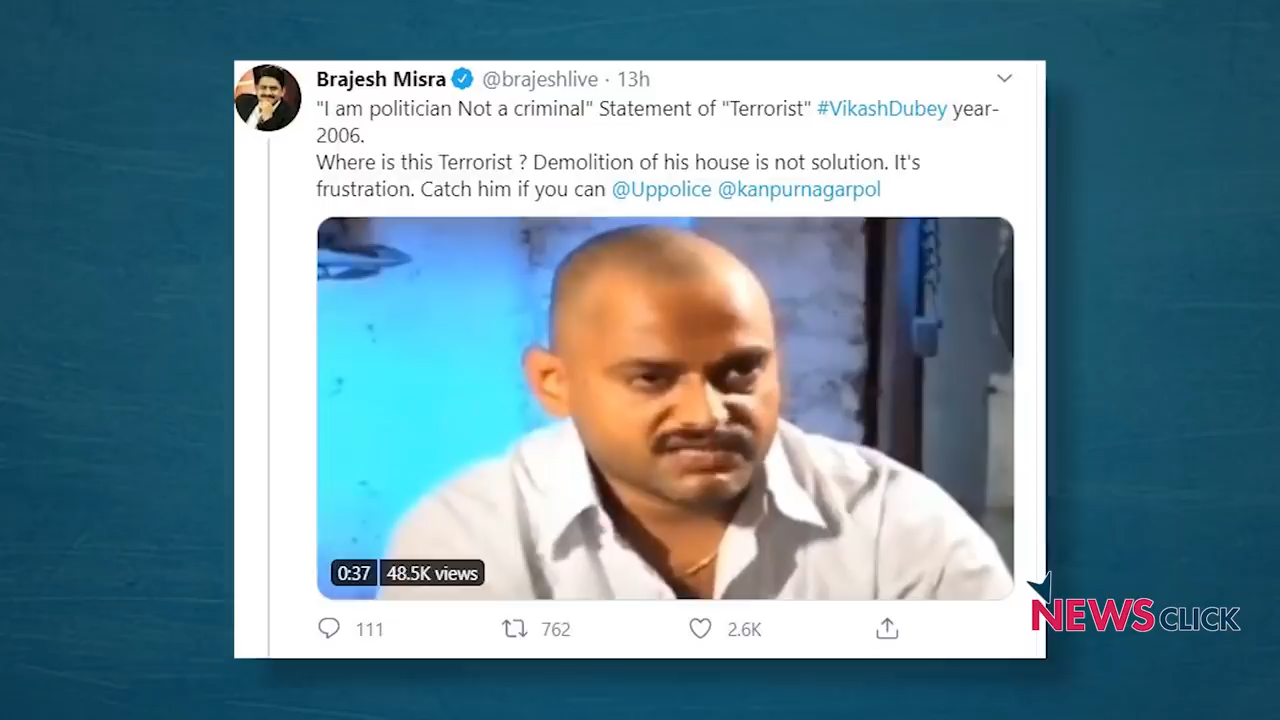 Brajesh Misra @brajeshlive · 13h
"I am politician Not a criminal" Statement of "Terrorist" #VikashDubey year-
2006.
Where is this Terrorist ? Demolition of his house is not solution. It's
frustration. Catch him if you can @Uppolice @kanpurnagarpol
0:37 48.5K views
111 762 2.6K
NEWSCLICK